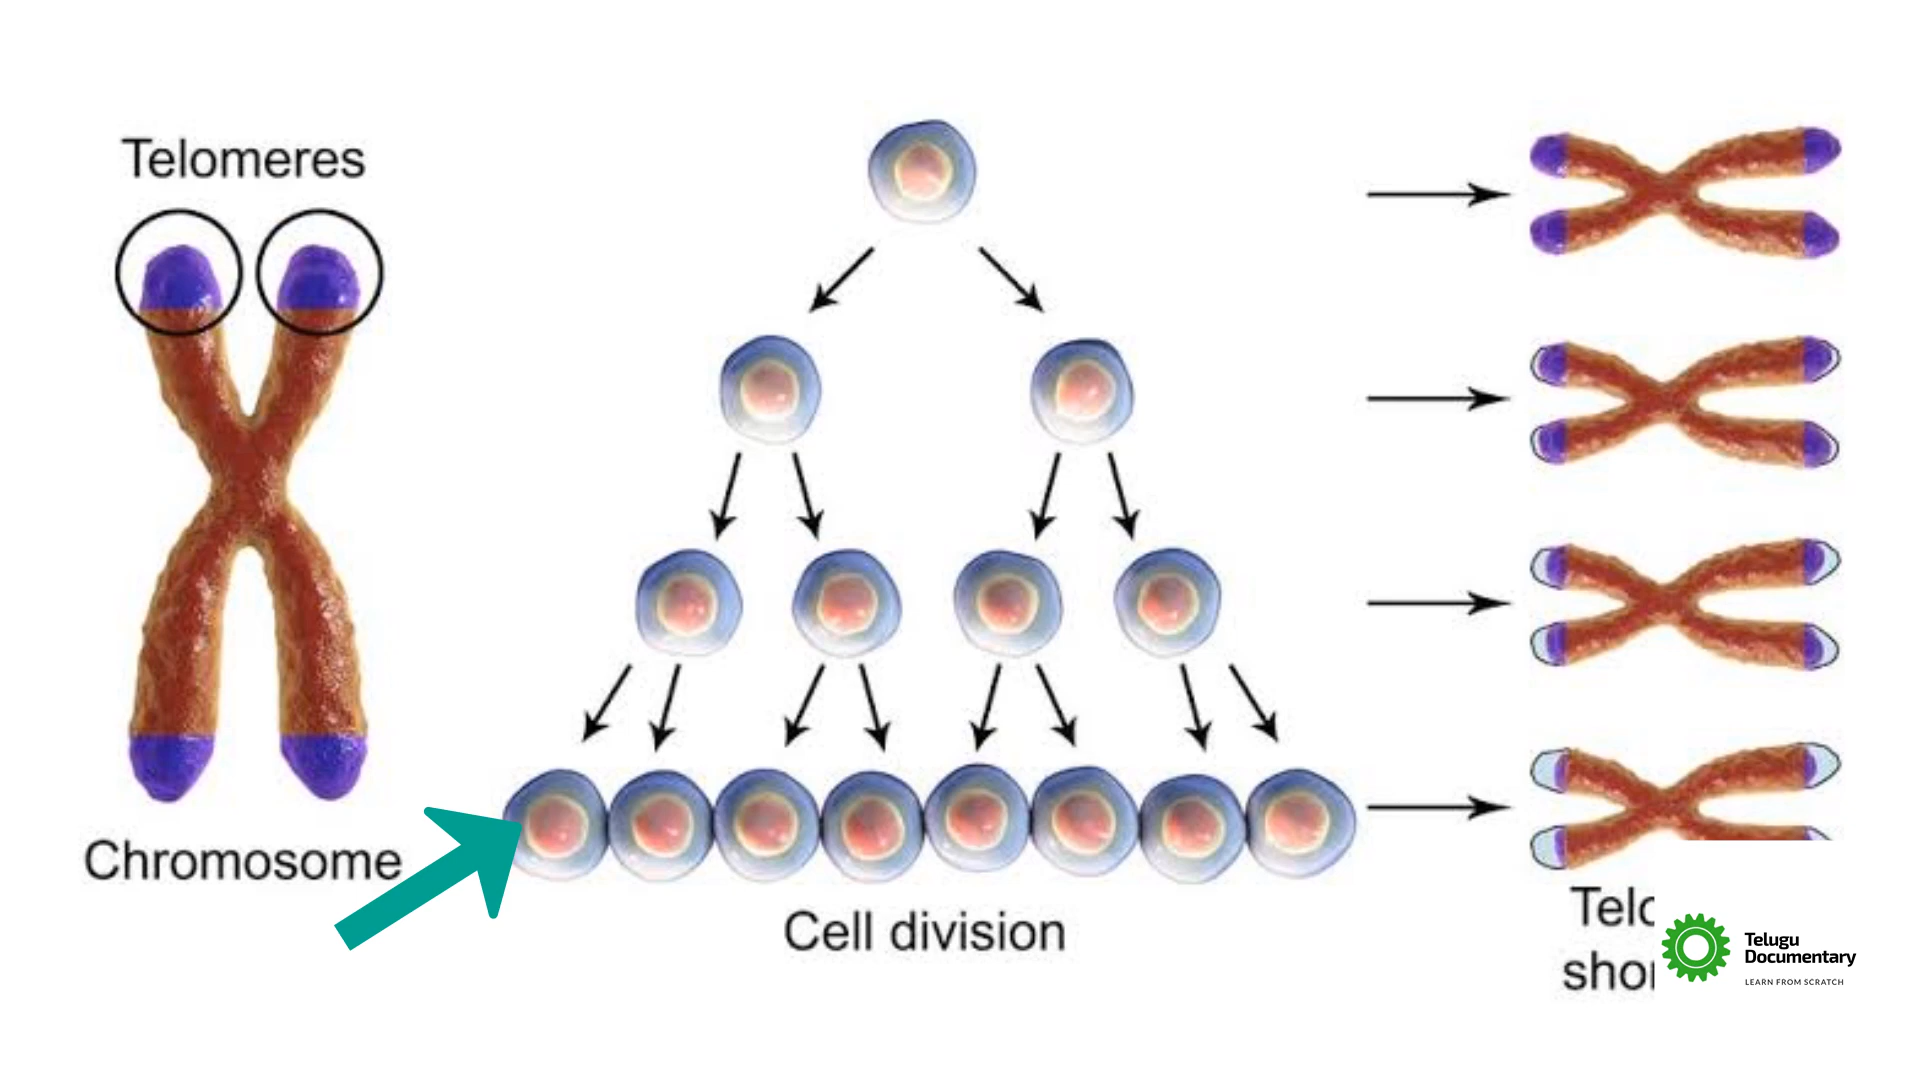 Telomeres
Chromosome
Cell division
Telugu
Documentary
LEARN FROM SCRATCH